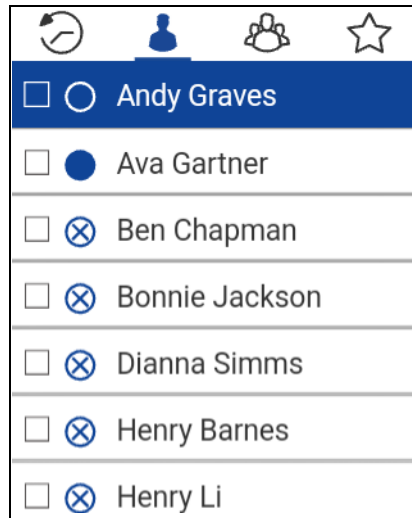 Andy Graves
Ava Gartner
Ben Chapman
Bonnie Jackson
Dianna Simms
Henry Barnes
Henry Li